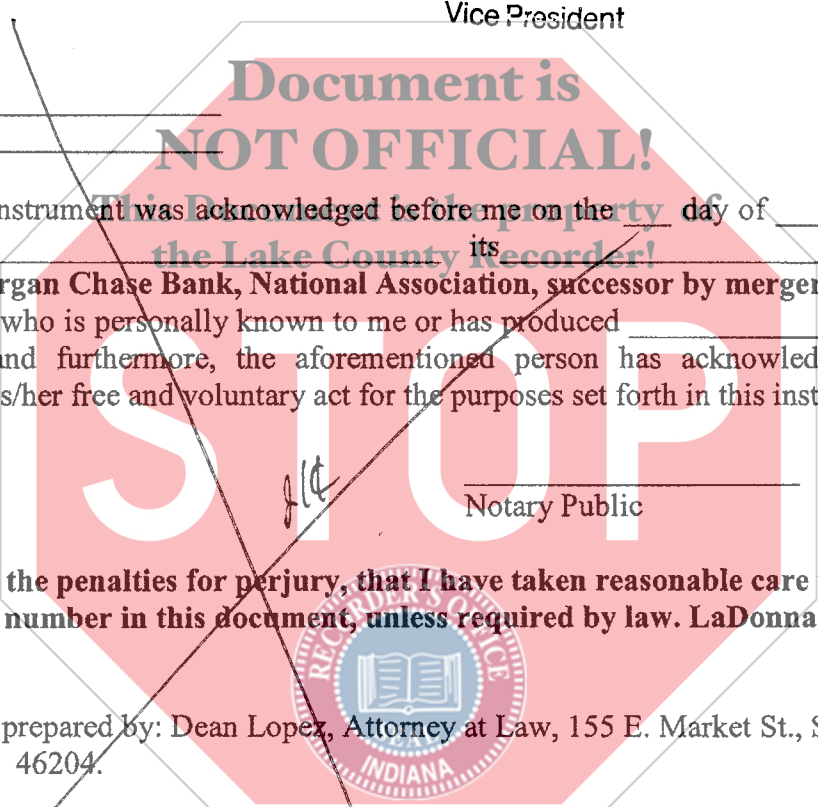 Vice President
Document is
NOT OFFICIAL!
This Document is the property
the Lake County Recorder!
nstrument was acknowledged before me on the ___ day of ___
its
rgan Chase Bank, National Association, successor by merger
who is personally known to me or has produced
and furthermore, the aforementioned person has acknowled
s/her free and voluntary act for the purposes set forth in this inst
STOP
Notary Public
the penalties for perjury, that I have taken reasonable care
number in this document, unless required by law. LaDonna
RECORDER'S OFFICE
SEAL
INDIANA
prepared by: Dean Lopez, Attorney at Law, 155 E. Market St., S
46204.